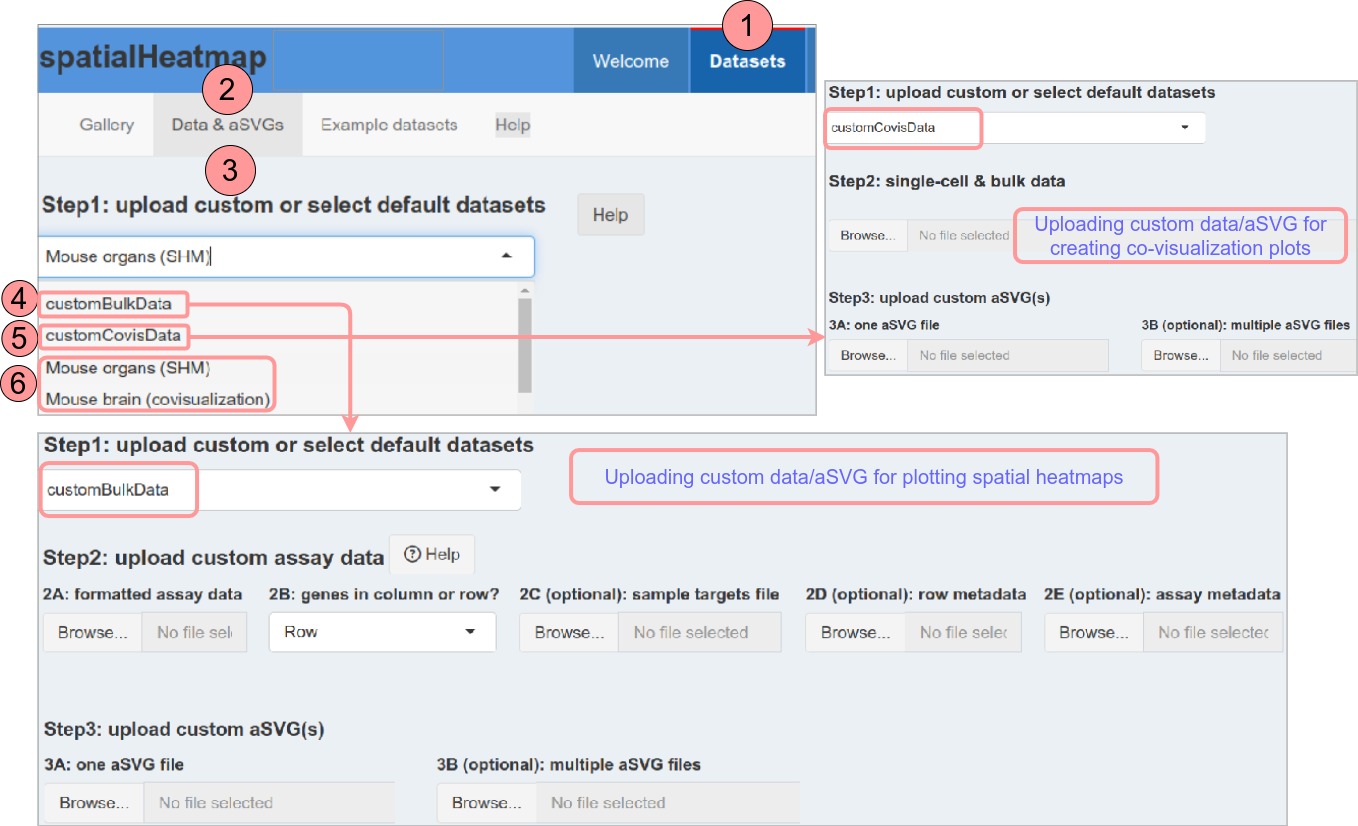 1
spatialHeatmap
Welcome
Datasets
2
Gallery
Data & aSVGs
Example datasets
Help
3
Step1: upload custom or select default datasets
Help
Mouse organs (SHM)
4
customBulkData
5
customCovisData
6
Mouse organs (SHM)
Mouse brain (covisualization)
Step1: upload custom or select default datasets
customCovisData
Step2: single-cell & bulk data
Browse...
No file selected
Uploading custom data/aSVG for
creating co-visualization plots
Step3: upload custom aSVG(s)
3A: one aSVG file
3B (optional): multiple aSVG files
Browse...
No file selected
Browse...
No file selected
Step1: upload custom or select default datasets
customBulkData
Uploading custom data/aSVG for plotting spatial heatmaps
Step2: upload custom assay data
Help
2A: formatted assay data
2B: genes in column or row?
2C (optional): sample targets file
2D (optional): row metadata
2E (optional): assay metadata
Browse...
No file sel
Row
Browse...
No file selected
Browse...
No file selec
Browse...
No file selectec
Step3: upload custom aSVG(s)
3A: one aSVG file
3B (optional): multiple aSVG files
Browse...
No file selected
Browse...
No file selected